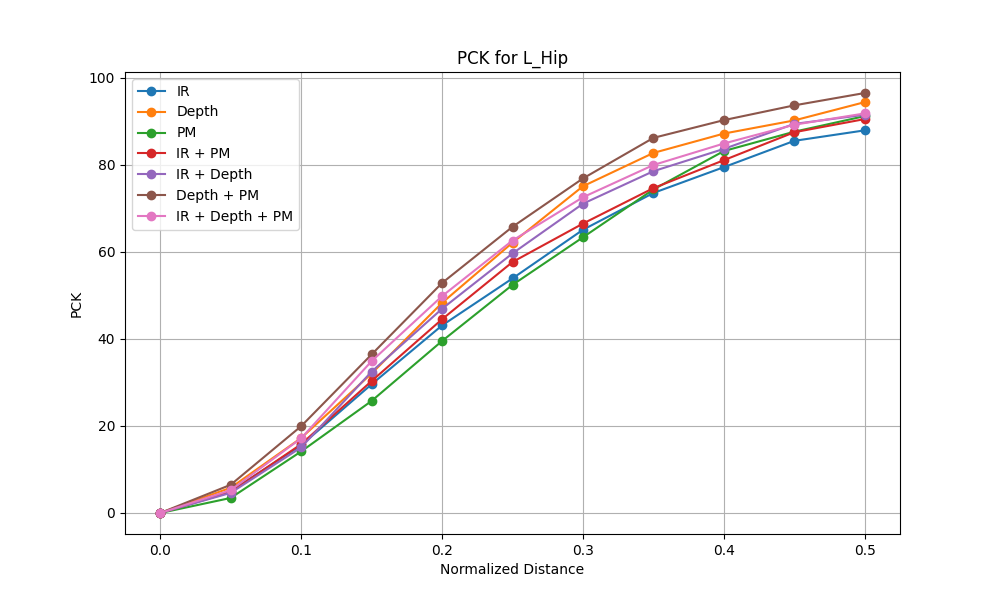 PCK for L_Hip
100
80
60
40
20
0
PCK
IR
Depth
PM
IR + PM
IR + Depth
Depth + PM
IR + Depth + PM
0.0 0.1 0.2 0.3 0.4 0.5
Normalized Distance